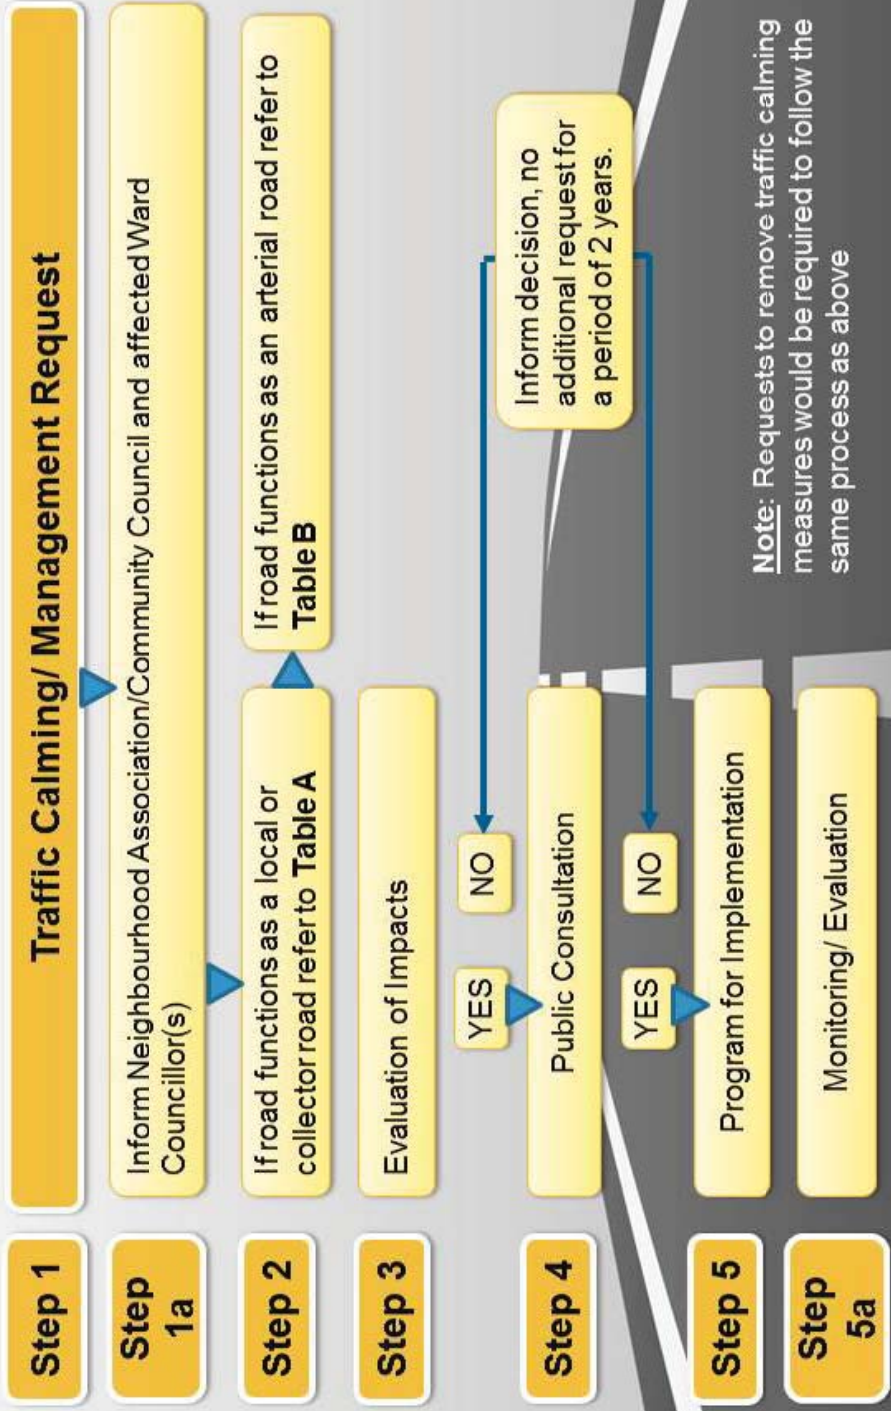 Step 1
Traffic Calming/ Management Request
Step
1a
Inform Neighbourhood Association/Community Council and affected Ward
Councillor(s)
Step 2
If road functions as a local or
collector road refer to Table A
If road functions as an arterial road refer to
Table B
Step 3
Evaluation of Impacts
YES
NO
Inform decision, no
additional request for
a period of 2 years.
Step 4
Public Consultation
YES
NO
Step 5
Program for Implementation
Step
5a
Monitoring/ Evaluation
Note: Requests to remove traffic calming
measures would be required to follow the
same process as above